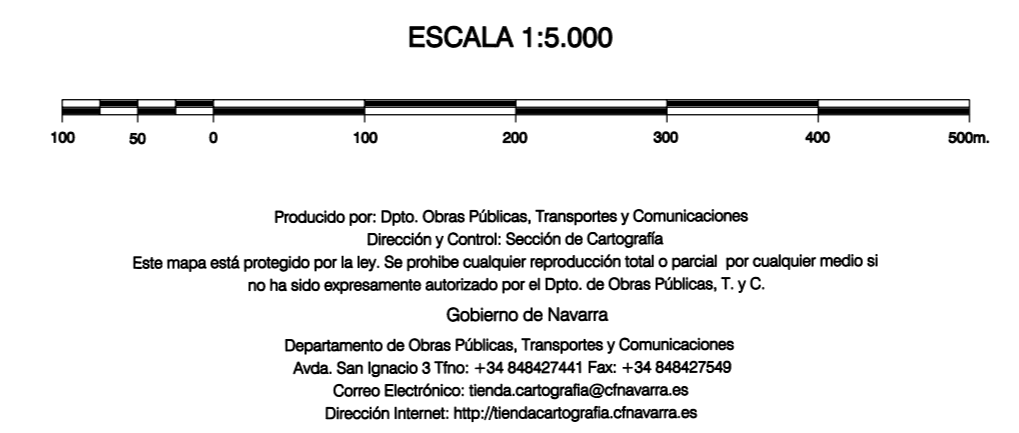 ESCALA 1:5.000
100 50 0 100 200 300 400 500m.
Producido por: Dpto. Obras Públicas, Transportes y Comunicaciones
Dirección y Control: Sección de Cartografía
Este mapa está protegido por la ley. Se prohibe cualquier reproducción total o parcial por cualquier medio si
no ha sido expresamente autorizado por el Dpto. de Obras Públicas, T. y C.
Gobierno de Navarra
Departamento de Obras Públicas, Transportes y Comunicaciones
Avda. San Ignacio 3 Tfno: +34 848427441 Fax: +34 848427549
Correo Electrónico: tienda.cartografia@cfnavarra.es
Dirección Internet: http://tiendacartografia.cfnavarra.es